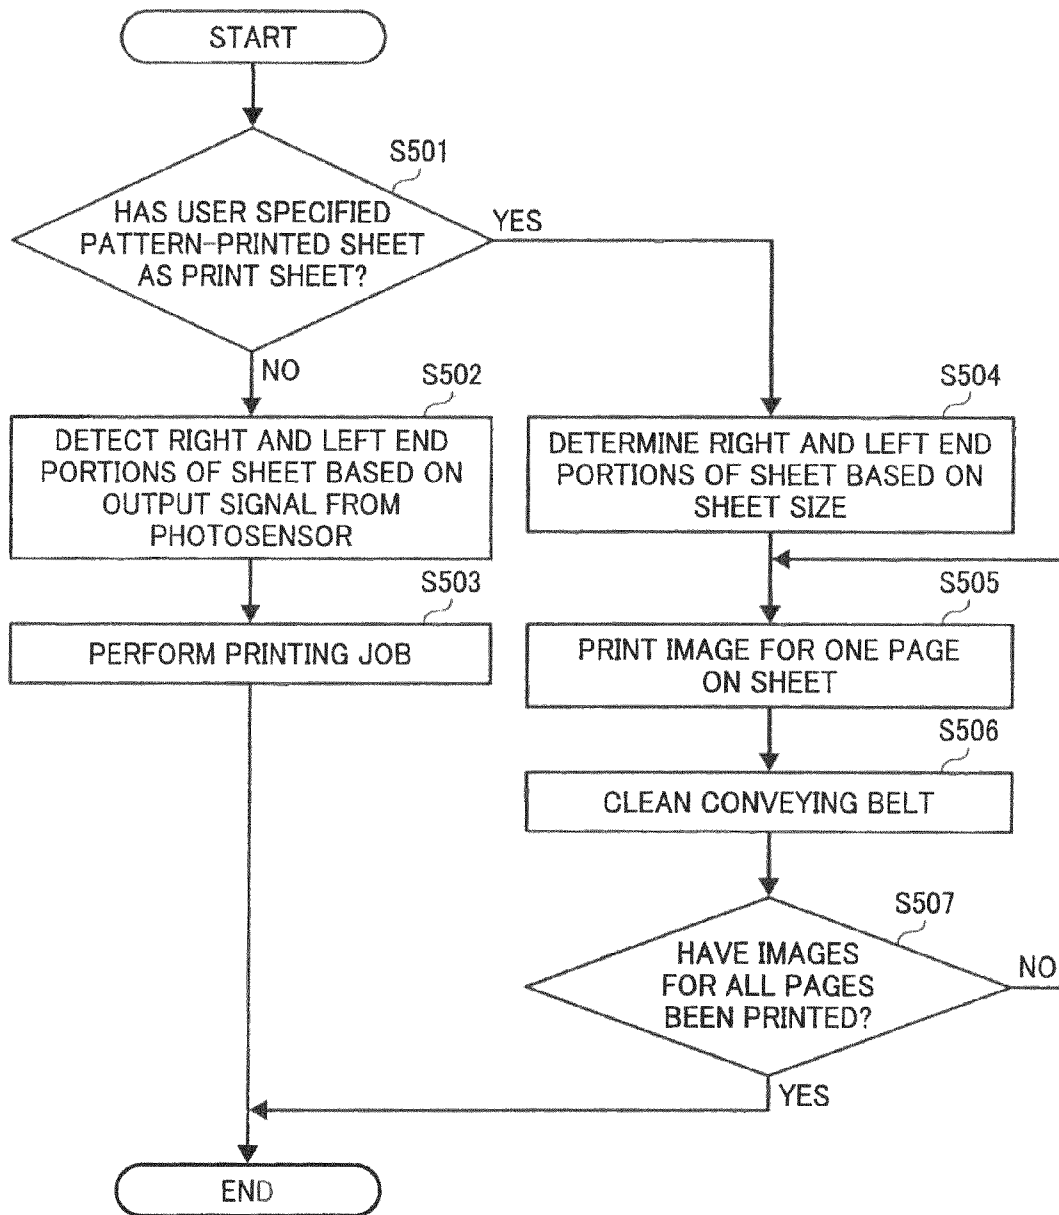 START
S501
HAS USER SPECIFIED
PATTERN-PRINTED SHEET
AS PRINT SHEET?
YES
NO
S502
DETECT RIGHT AND LEFT END
PORTIONS OF SHEET BASED ON
OUTPUT SIGNAL FROM
PHOTOSENSOR
S503
PERFORM PRINTING JOB
S504
DETERMINE RIGHT AND LEFT END
PORTIONS OF SHEET BASED ON
SHEET SIZE
S505
PRINT IMAGE FOR ONE PAGE
ON SHEET
S506
CLEAN CONVEYING BELT
S507
HAVE IMAGES
FOR ALL PAGES
BEEN PRINTED?
NO
YES
END